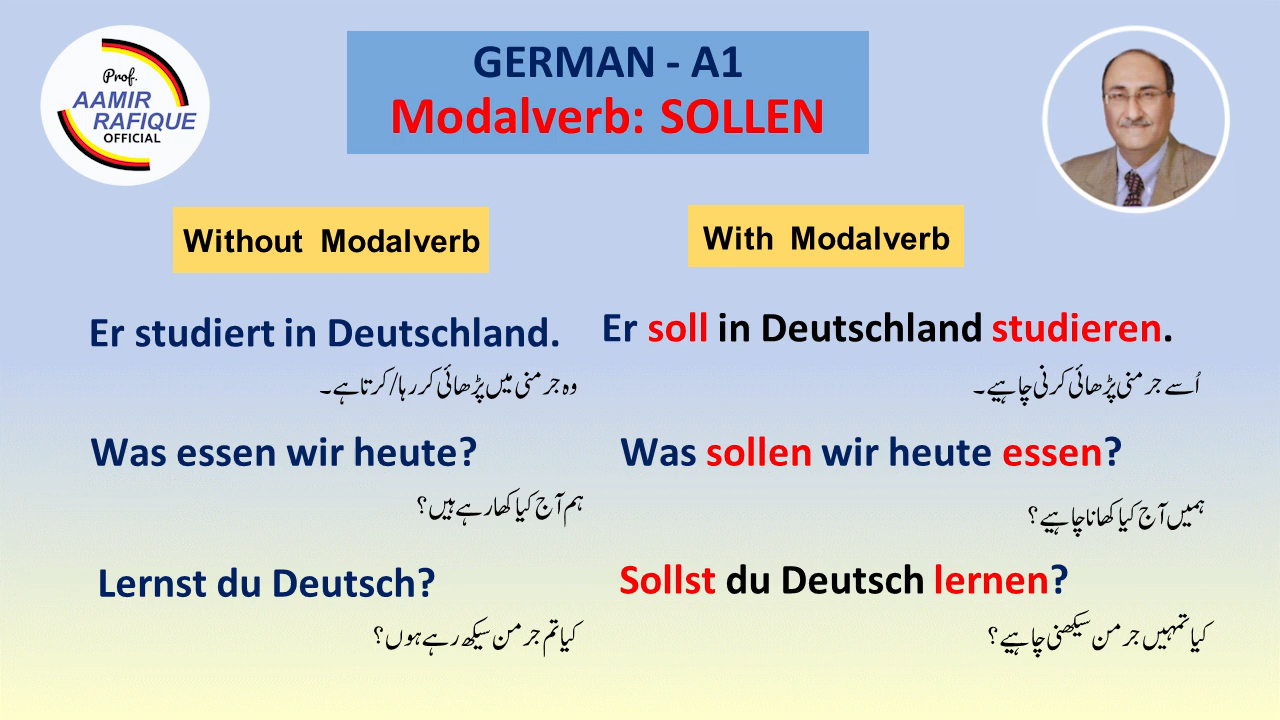 Prof.
AAMIR
RAFIQUE
OFFICIAL
GERMAN - A1
Modalverb: SOLLEN
Without Modalverb
With Modalverb
Er studiert in Deutschland.
Er soll in Deutschland studieren.
وہ جرمنی میں پڑھائی کر رہا/کرتا ہے۔
اُسے جرمنی پڑھائی کرنی چاہیے۔
Was essen wir heute?
Was sollen wir heute essen?
ہم آج کیا کھا رہے ہیں؟
ہمیں آج کیا کھانا چاہیے؟
Lernst du Deutsch?
Sollst du Deutsch lernen?
کیا تم جرمن سیکھ رہے ہوں؟
کیا تمہیں جرمن سیکھنی چاہیے؟